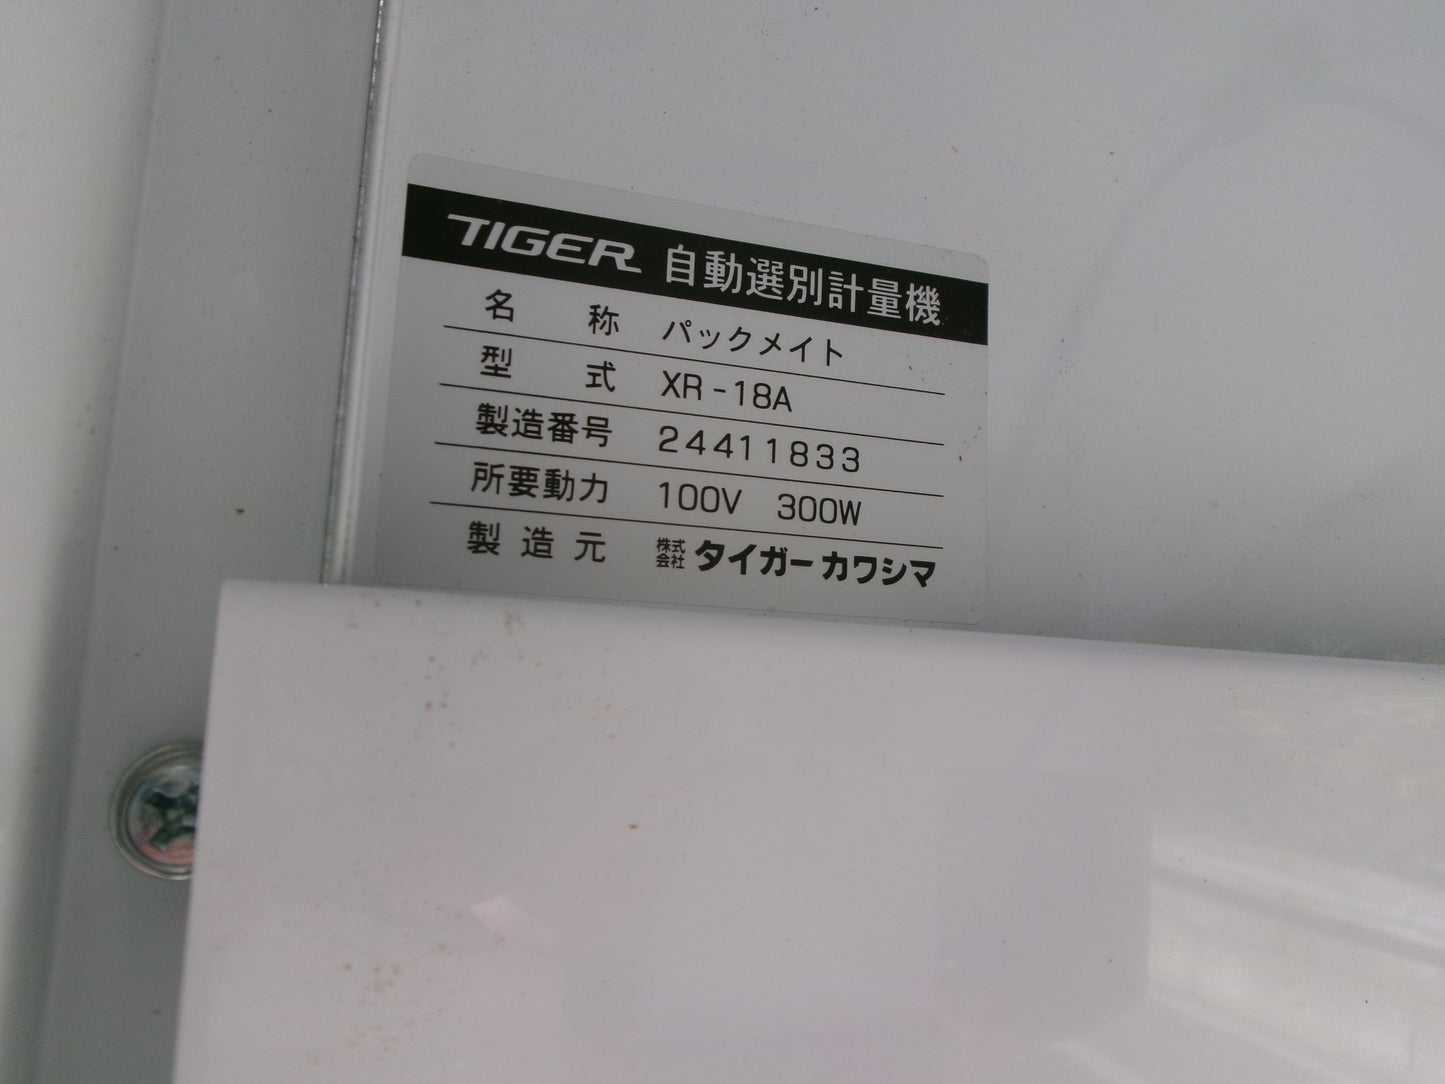 TIGER 自動選別計量機
名称 パックメイト
型式 XR-18A
製造番号 24411833
所要動力 100V 300W
製造元 株式会社 タイガーカワシマ